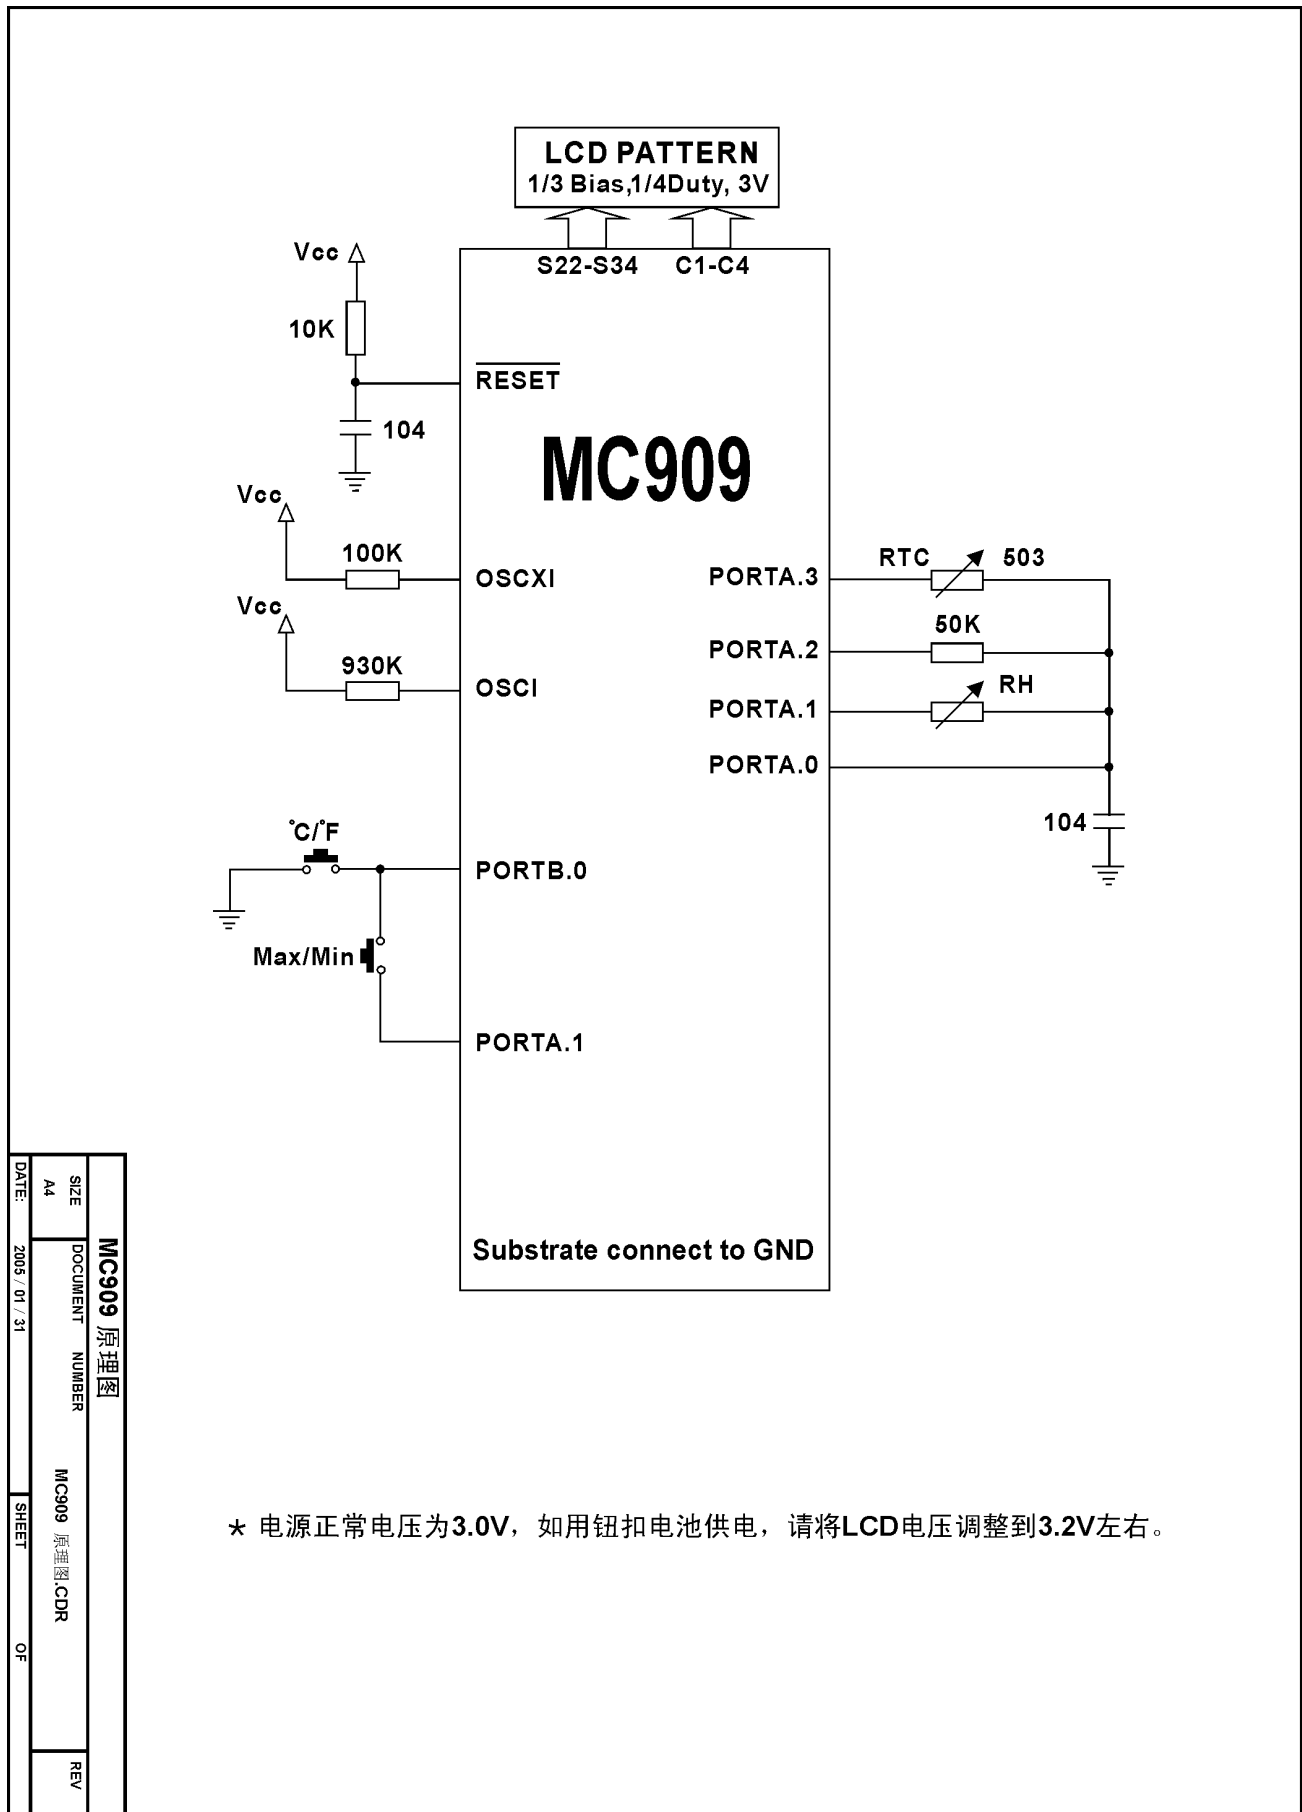 LCD PATTERN
1/3 Bias,1/4Duty, 3V
S22-S34 C1-C4
Vcc
10K
RESET
104
MC909
Vcc
100K
OSCXI
Vcc
930K
OSCI
RTC 503
PORTA.3
50K
PORTA.2
RH
PORTA.1
PORTA.0
104
℃/℉
PORTB.0
Max/Min
PORTA.1
Substrate connect to GND
MC909 原理图
SIZE DOCUMENT NUMBER REV
A4 MC909 原理图.CDR
DATE: 2005 / 01 / 31 SHEET OF
* 电源正常电压为3.0V，如用钮扣电池供电，请将LCD电压调整到3.2V左右。